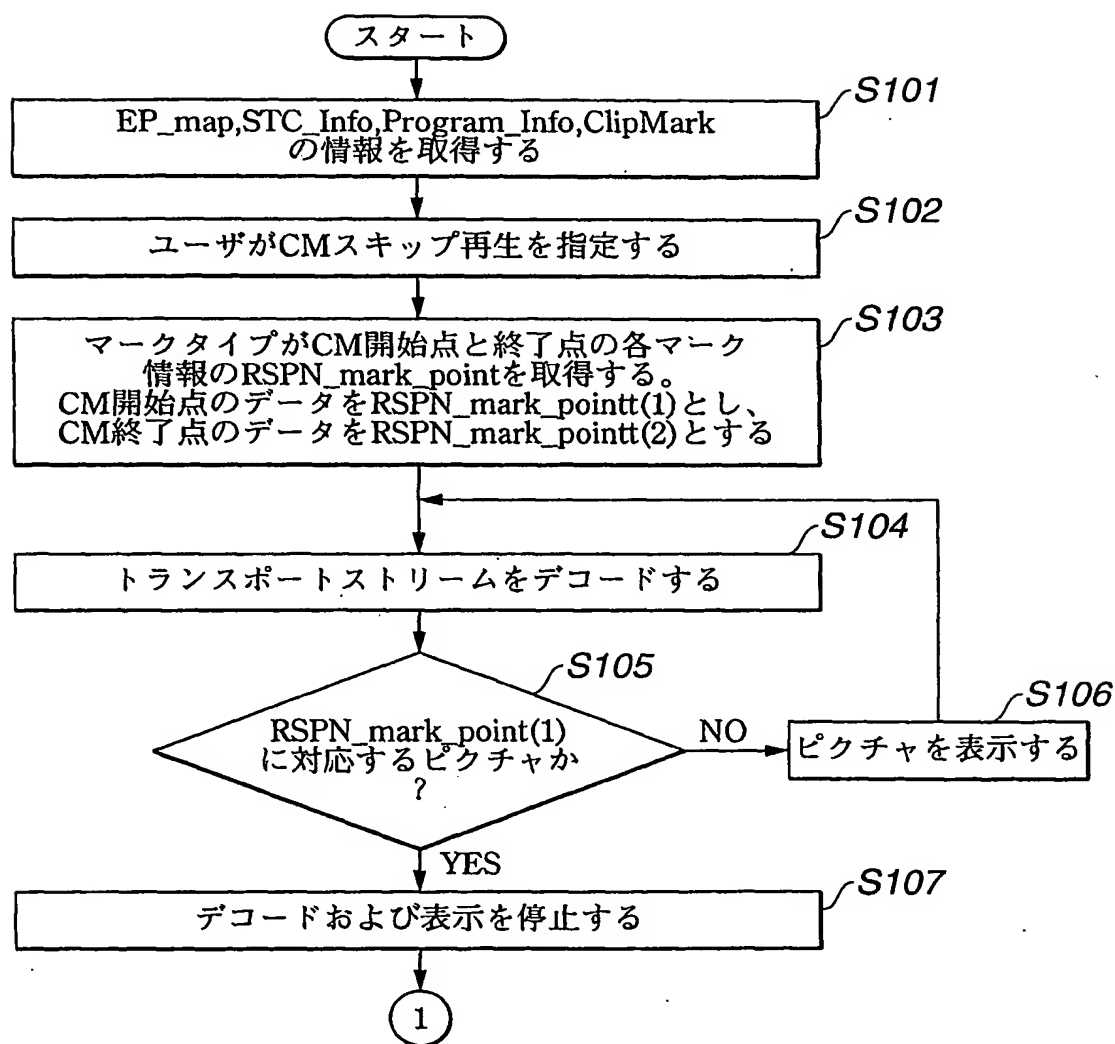 スタート
S101
EP_map,STC_Info,Program_Info,ClipMark
の情報を取得する
S102
ユーザがCMスキップ再生を指定する
S103
マークタイプがCM開始点と終了点の各マーク
情報のRSPN_mark_pointを取得する。
CM開始点のデータをRSPN_mark_pointt(1)とし、
CM終了点のデータをRSPN_mark_pointt(2)とする
S104
トランスポートストリームをデコードする
S105
RSPN_mark_point(1)
に対応するピクチャか
?
NO
S106
ピクチャを表示する
YES
S107
デコードおよび表示を停止する
1